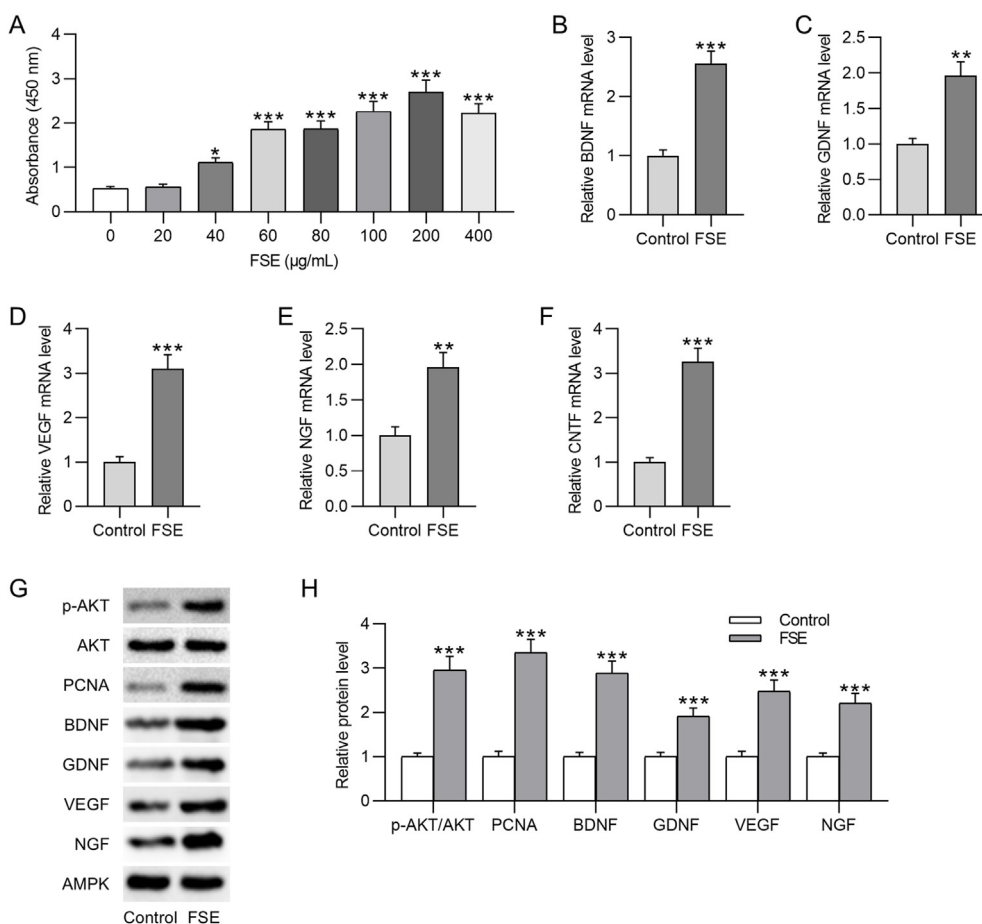 A
Absorbance (450 nm)
4
3
2
1
0
*
***
***
***
***
***
0 20 40 60 80 100 200 400
FSE (μg/mL)
B
Relative BDNF mRNA level
3
2
1
0
***
Control FSE
C
Relative GDNF mRNA level
2.5
2.0
1.5
1.0
0.5
0.0
**
Control FSE
D
Relative VEGF mRNA level
4
3
2
1
0
***
Control FSE
E
Relative NGF mRNA level
2.5
2.0
1.5
1.0
0.5
0.0
**
Control FSE
F
Relative CNTF mRNA level
4
3
2
1
0
***
Control FSE
G
p-AKT
AKT
PCNA
BDNF
GDNF
VEGF
NGF
AMPK
Control FSE
H
Relative protein level
4
3
2
1
0
Control
FSE
***
***
***
***
***
***
p-AKT/AKT PCNA BDNF GDNF VEGF NGF